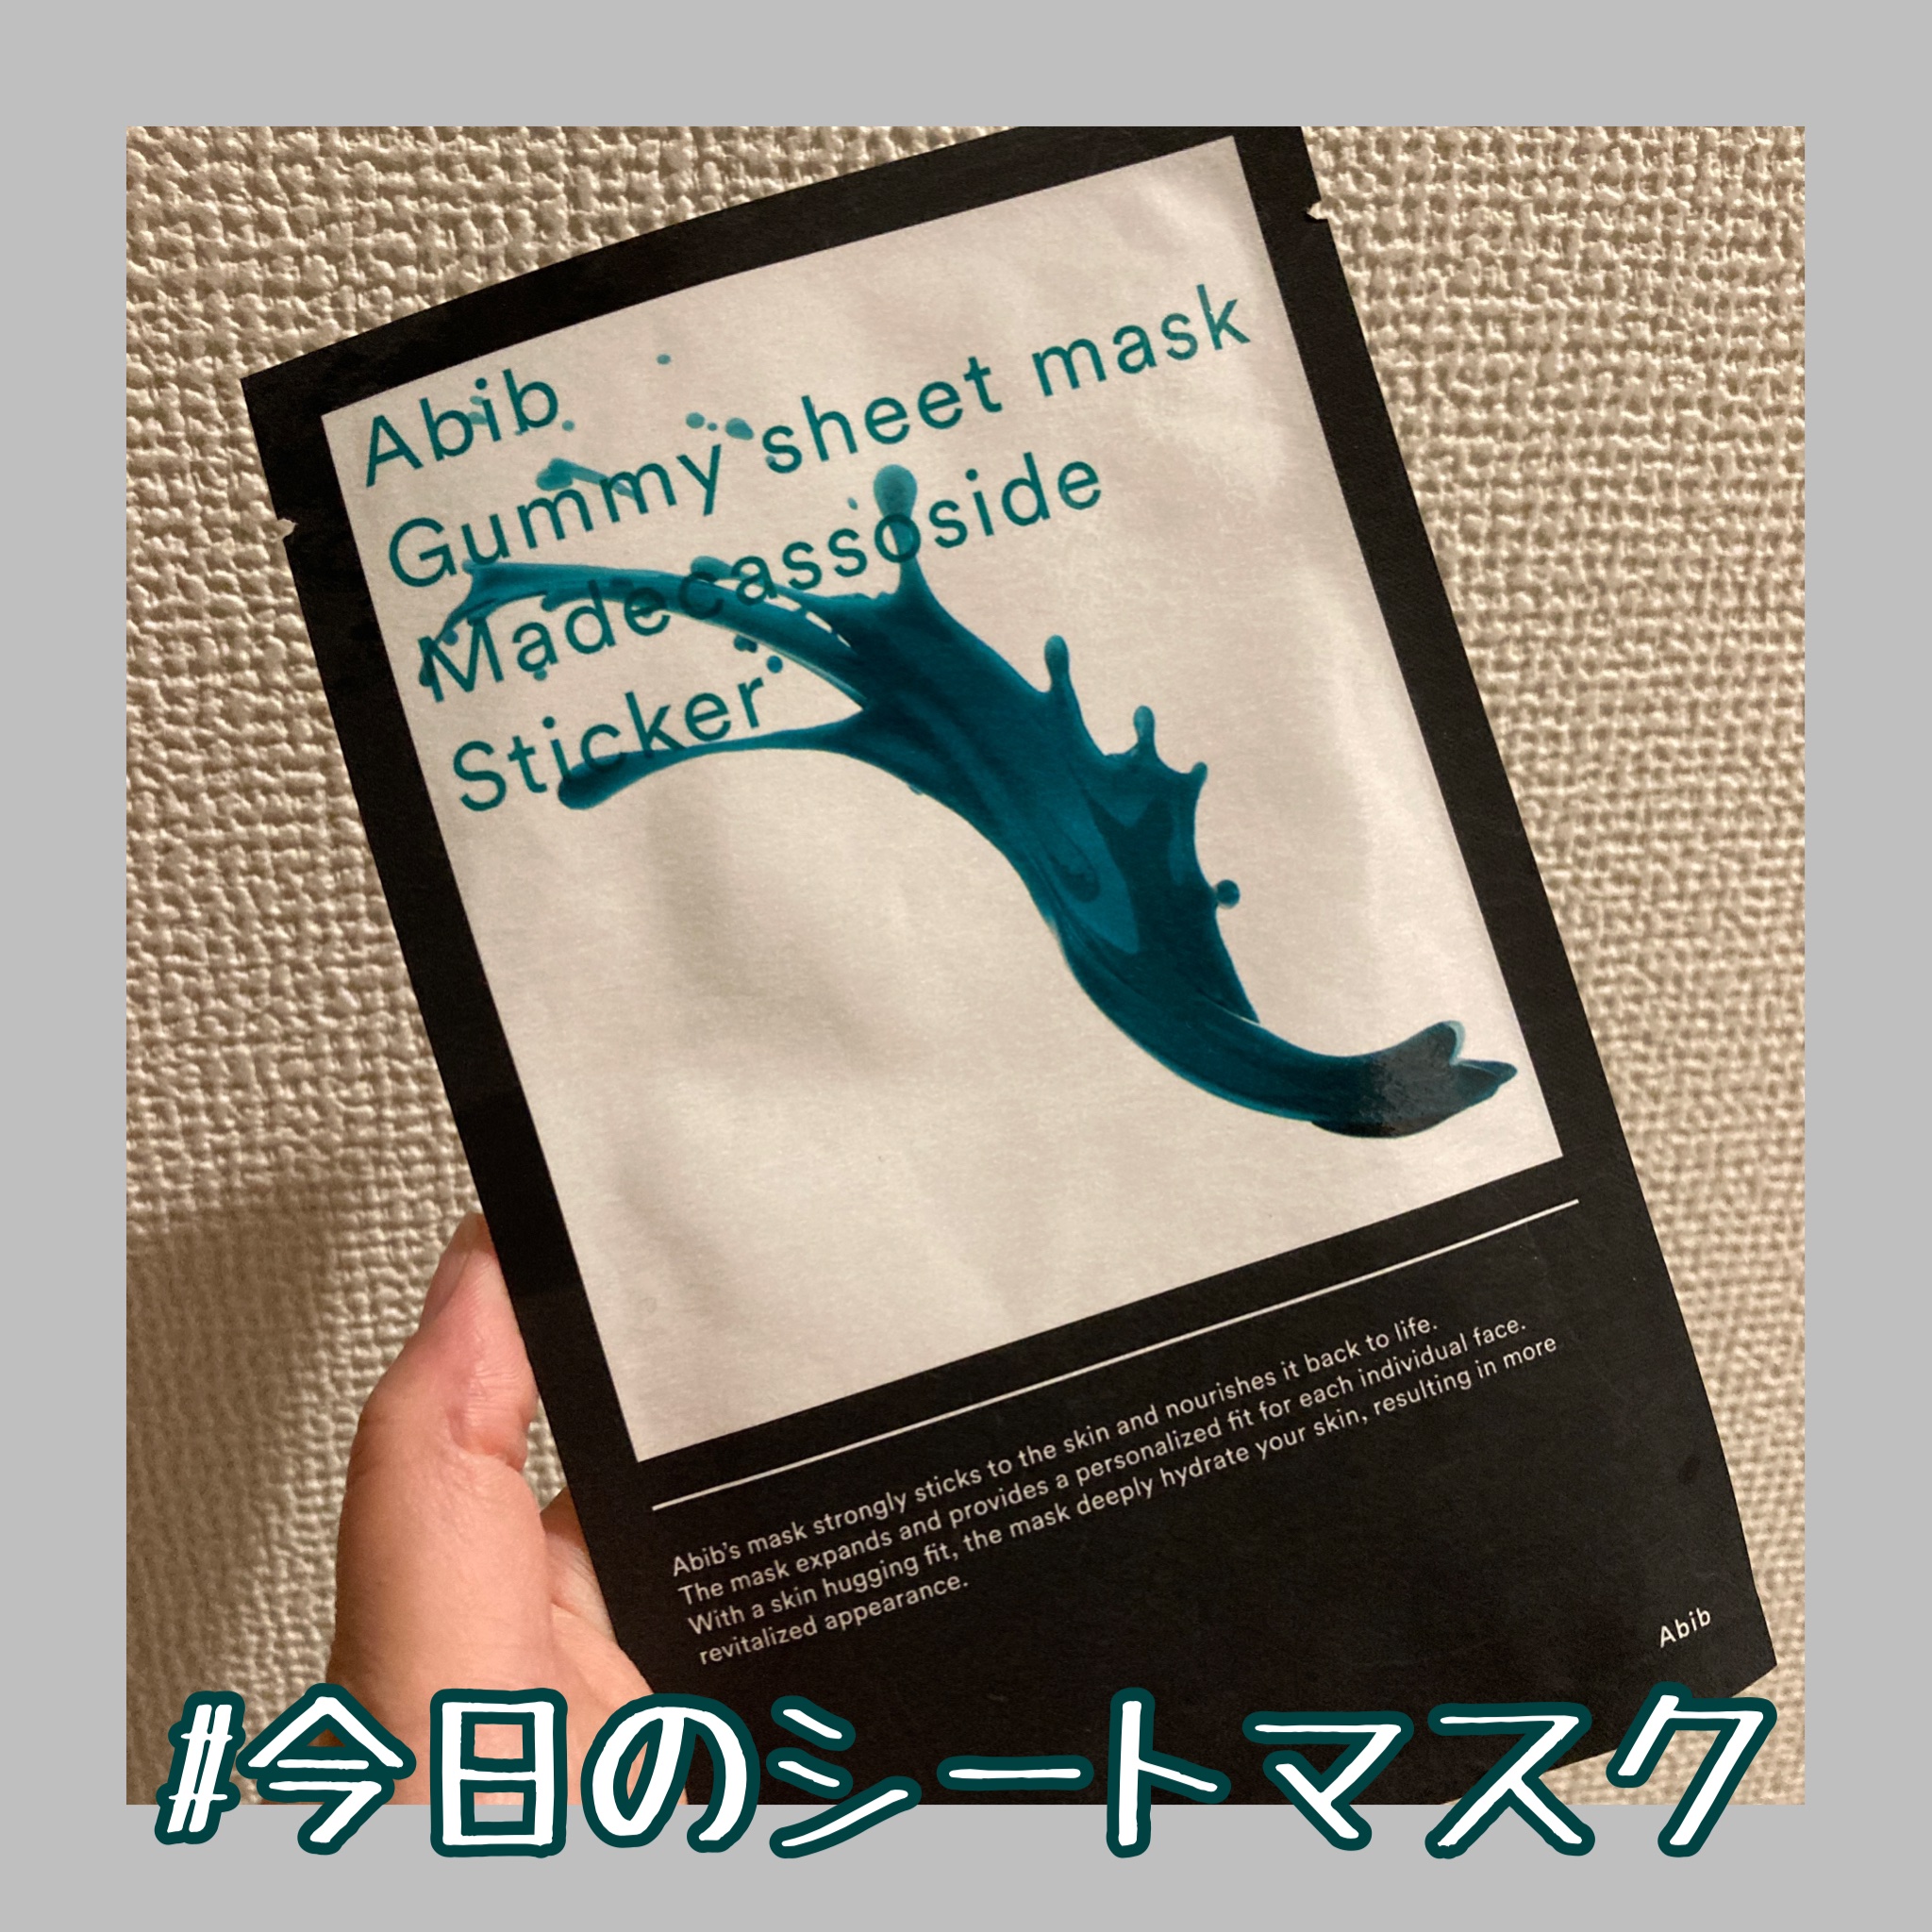 Abib
Gummy sheet mask
Madecassoside
Sticker
Abib's mask strongly sticks to the skin and nourishes it back to life.
The mask expands and provides a personalized fit for each individual face.
With a skin hugging fit, the mask deeply hydrate your skin, resulting in more
revitalized appearance.
Abib
#今日のシートマスク